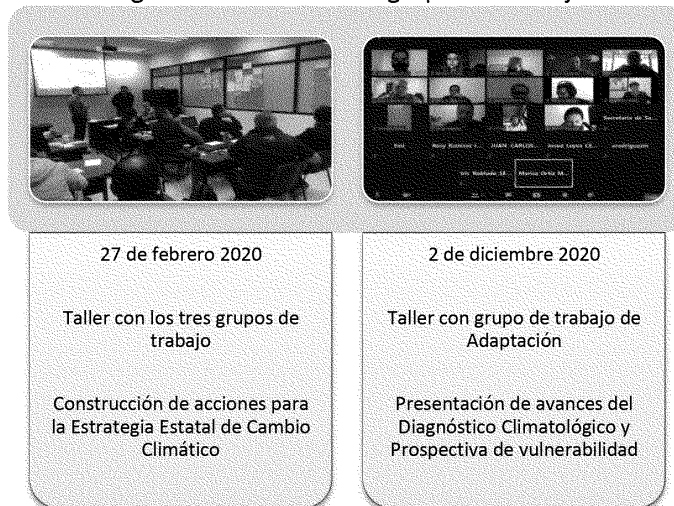 27 de febrero 2020
Taller con los tres grupos de
trabajo
Construcción de acciones para
la Estrategia Estatal de Cambio
Climático
2 de diciembre 2020
Taller con grupo de trabajo de
Adaptación
Presentación de avances del
Diagnóstico Climatológico y
Prospectiva de vulnerabilidad